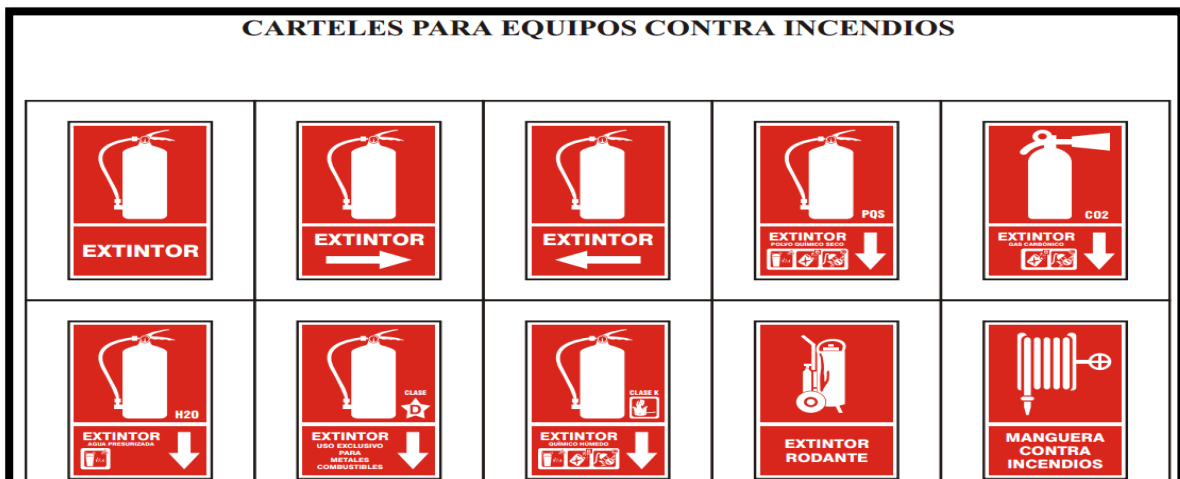 CARTELES PARA EQUIPOS CONTRA INCENDIOS
EXTINTOR
EXTINTOR
EXTINTOR
PQS
EXTINTOR
POLVO QUÍMICO SECO
CO2
EXTINTOR
GAS CARBÓNICO
H2O
EXTINTOR
AGUA PRESURIZADA
CLASE
D
EXTINTOR
USO EXCLUSIVO
PARA
METALES
COMBUSTIBLES
CLASE K
EXTINTOR
QUÍMICO HÚMEDO
EXTINTOR
RODANTE
MANGUERA
CONTRA
INCENDIOS